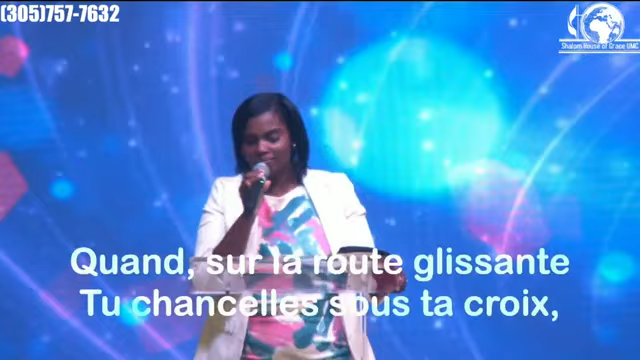 (305)757-7632
Shalom House of Grace UMC
Quand, sur la route glissante
Tu chancelles sous ta croix,